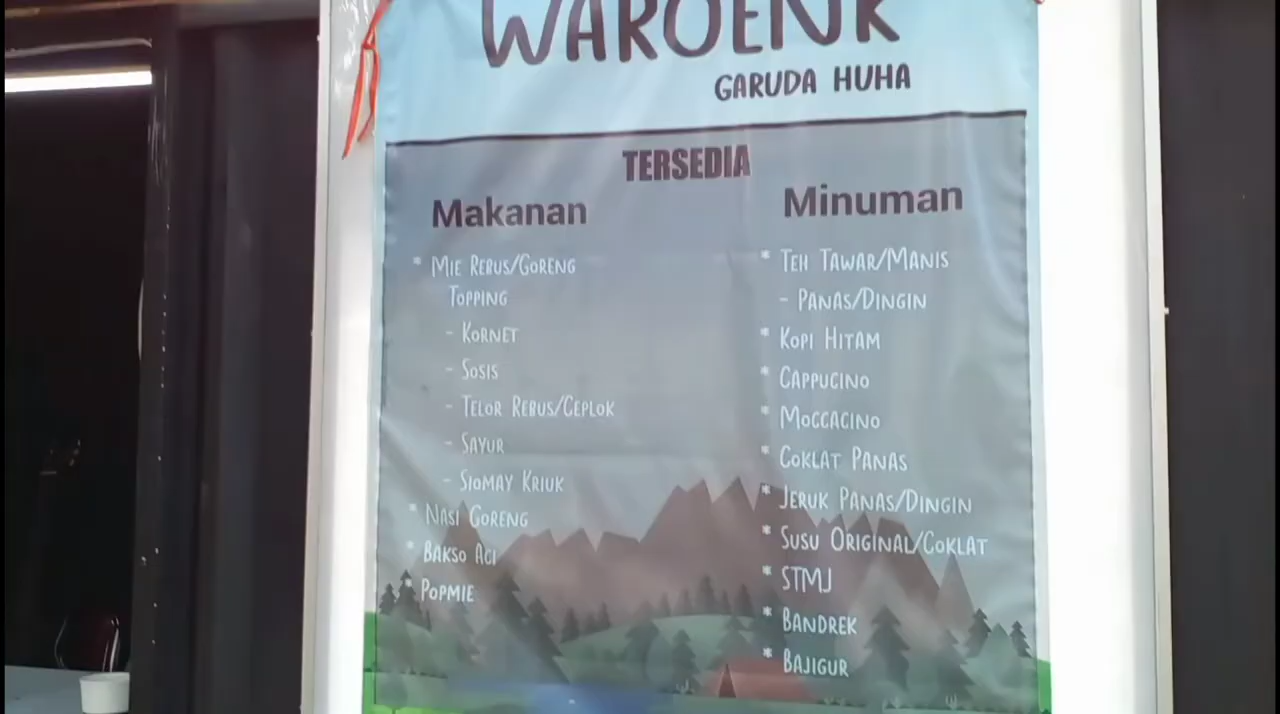 WAROENK
GARUDA HUHA
TERSEDIA
Makanan
* MIE REBUS/GORENG
TOPPING
- KORNET
- SOSIS
- TELOR REBUS/CEPLOK
- SAYUR
- SIOMAY KRIUK
* NASI GORENG
* BAKSO ACI
* POPMIE
Minuman
* TEH TAWAR/MANIS
- PANAS/DINGIN
* KOPI HITAM
* CAPPUCINO
* MOCCACINO
* COKLAT PANAS
* JERUK PANAS/DINGIN
* SUSU ORIGINAL/COKLAT
* STMJ
* BANDREK
* BAJIGUR